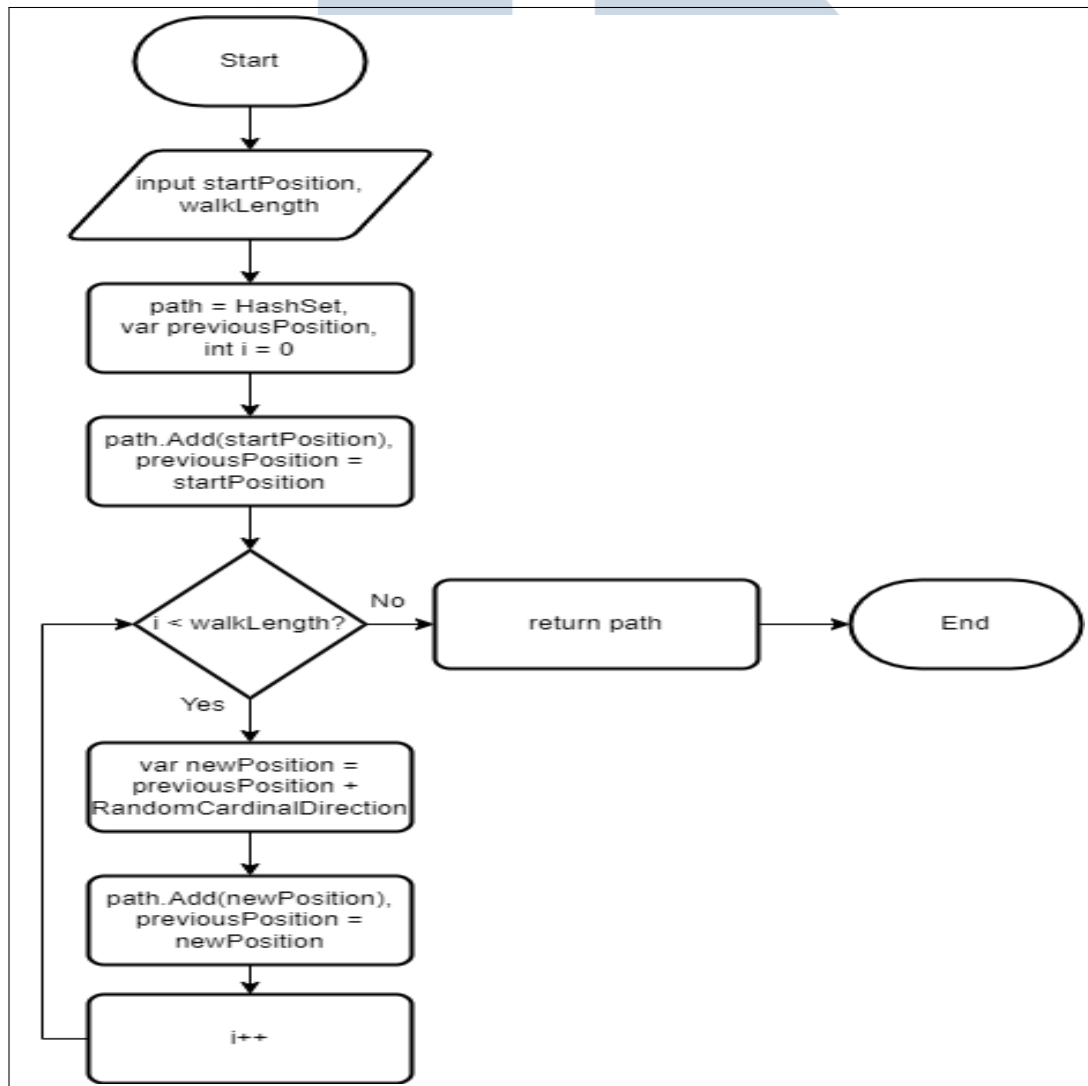 Start
input startPosition,
walkLength
path = HashSet,
var previousPosition,
int i = 0
path.Add(startPosition),
previousPosition =
startPosition
i < walkLength?
No
return path
End
Yes
var newPosition =
previousPosition +
RandomCardinalDirection
path.Add(newPosition),
previousPosition =
newPosition
i++